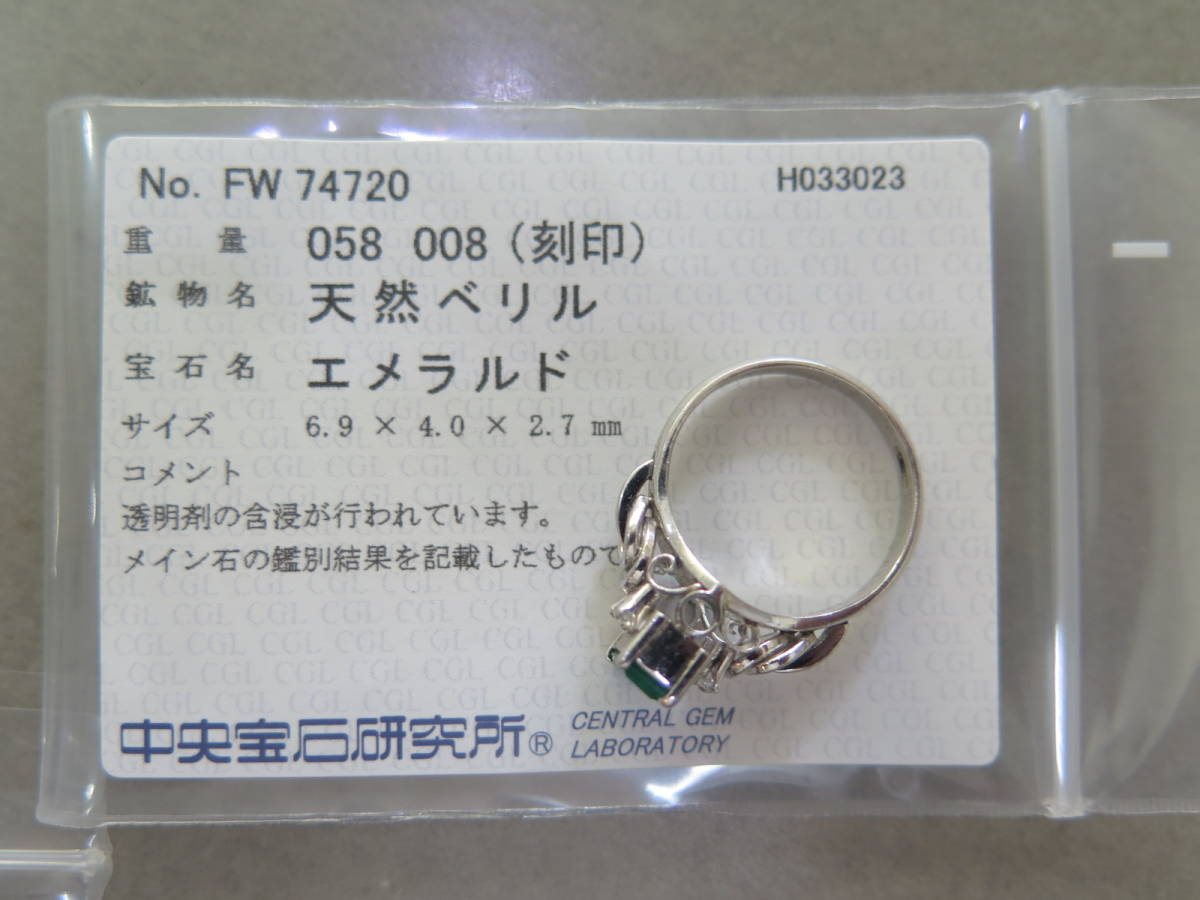 No. FW 74720 H033023
重量 058 008 (刻印)
鉱物名 天然ベリル
宝石名 エメラルド
サイズ 6.9 × 4.0 × 2.7 mm
コメント
透明剤の含浸が行われています。
メイン石の鑑別結果を記載したもので
中央宝石研究所® CENTRAL GEM
LABORATORY